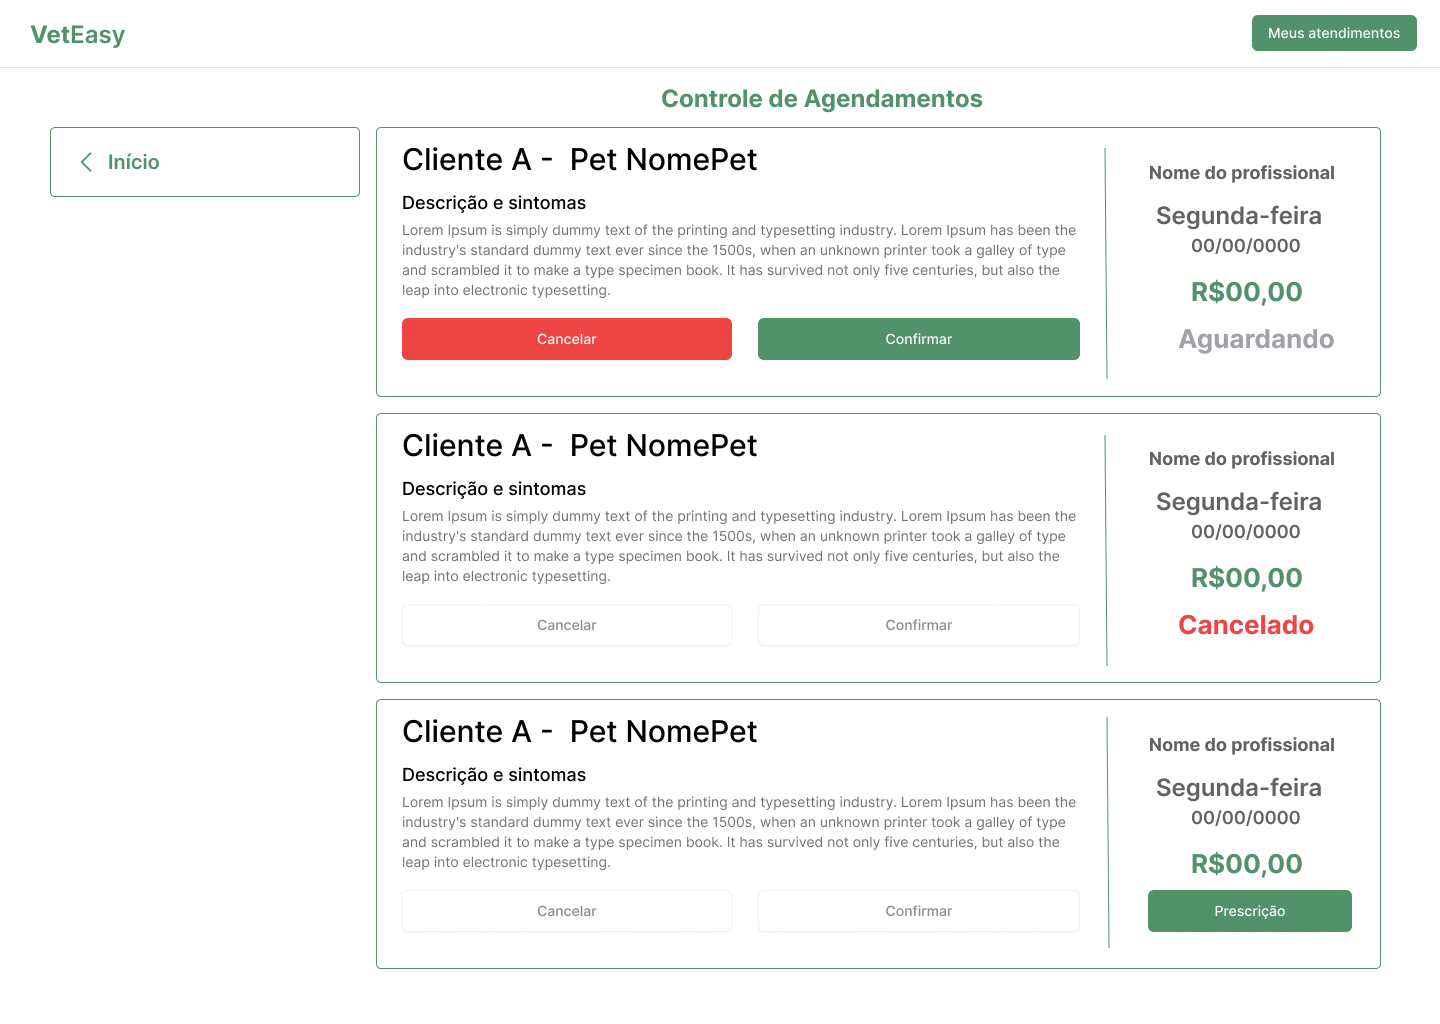 VetEasy
Meus atendimentos
Controle de Agendamentos
Início
Cliente A -  Pet NomePet
Descrição e sintomas
Lorem Ipsum is simply dummy text of the printing and typesetting industry. Lorem Ipsum has been the
industry's standard dummy text ever since the 1500s, when an unknown printer took a galley of type
and scrambled it to make a type specimen book. It has survived not only five centuries, but also the
leap into electronic typesetting.
Cancelar
Confirmar
Nome do profissional
Segunda-feira
00/00/0000
R$00,00
Aguardando
Cliente A -  Pet NomePet
Descrição e sintomas
Lorem Ipsum is simply dummy text of the printing and typesetting industry. Lorem Ipsum has been the
industry's standard dummy text ever since the 1500s, when an unknown printer took a galley of type
and scrambled it to make a type specimen book. It has survived not only five centuries, but also the
leap into electronic typesetting.
Cancelar
Confirmar
Nome do profissional
Segunda-feira
00/00/0000
R$00,00
Cancelado
Cliente A -  Pet NomePet
Descrição e sintomas
Lorem Ipsum is simply dummy text of the printing and typesetting industry. Lorem Ipsum has been the
industry's standard dummy text ever since the 1500s, when an unknown printer took a galley of type
and scrambled it to make a type specimen book. It has survived not only five centuries, but also the
leap into electronic typesetting.
Cancelar
Confirmar
Nome do profissional
Segunda-feira
00/00/0000
R$00,00
Prescrição